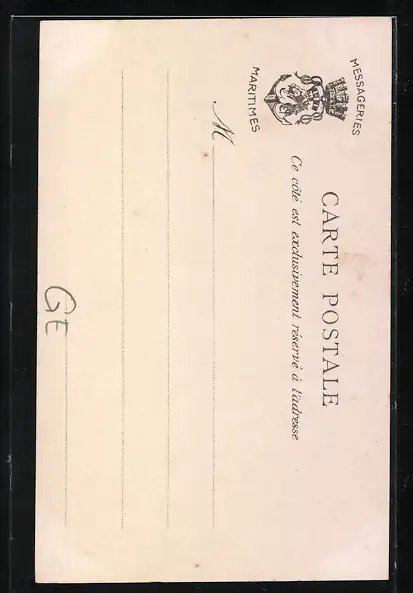 MESSAGERIES
MARITIMES
CARTE POSTALE
Ce côté est exclusivement réservé à l'adresse
M
GE